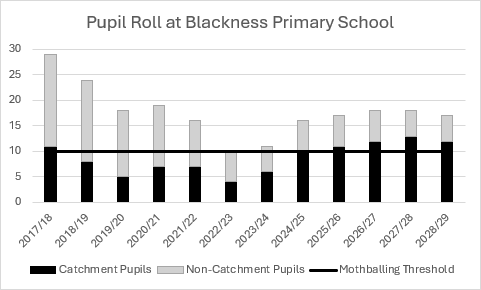 Pupil Roll at Blackness Primary School
30
25
20
15
10
5
0
2017/18 2018/19 2019/20 2020/21 2021/22 2022/23 2023/24 2024/25 2025/26 2026/27 2027/28 2028/29
Catchment Pupils Non-Catchment Pupils Mothballing Threshold